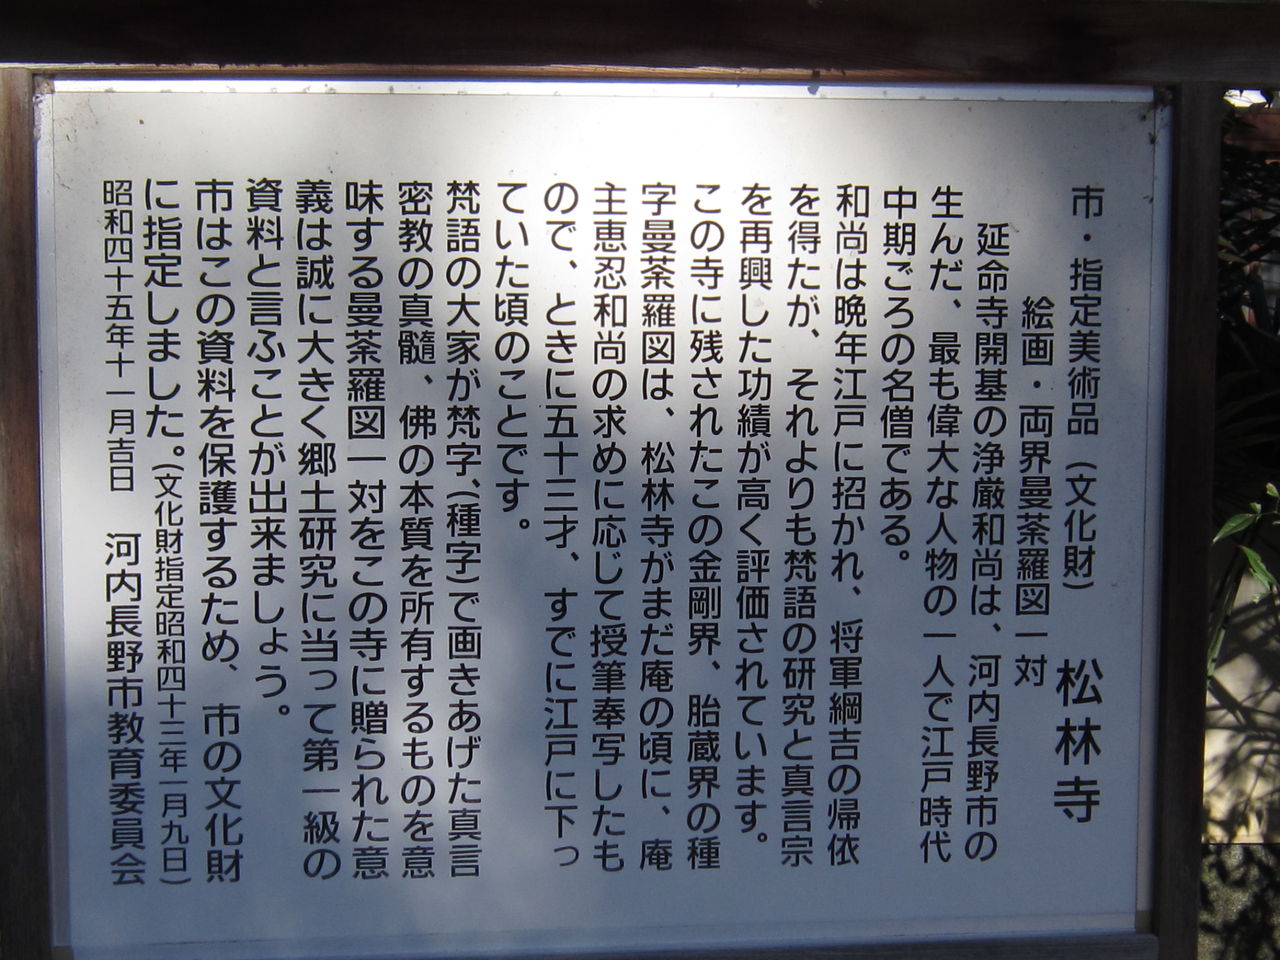 市・指定美術品（文化財）　松林寺
絵画・両界曼荼羅図一対
延命寺開基の浄厳和尚は、河内長野市の
生んだ、最も偉大な人物の一人で江戸時代
中期ごろの名僧である。
和尚は晩年江戸に招かれ、将軍綱吉の帰依
を得たが、それよりも梵語の研究と真言宗
を再興した功績が高く評価されています。
この寺に残されたこの金剛界、胎蔵界の種
字曼荼羅図は、松林寺がまだ庵の頃に、庵
主恵忍和尚の求めに応じて授筆奉写したも
ので、ときに五十三才、すでに江戸に下っ
ていた頃のことです。
梵語の大家が梵字、（種字）で画きあげた真言
密教の真髓、佛の本質を所有するものを意
味する曼荼羅図一対をこの寺に贈られた意
義は誠に大きく郷土研究に当って第一級の
資料と言ふことが出来ましょう。
市はこの資料を保護するため、市の文化財
に指定しました。（文化財指定昭和四十三年一月九日）
昭和四十五年十一月吉日　河内長野市教育委員会